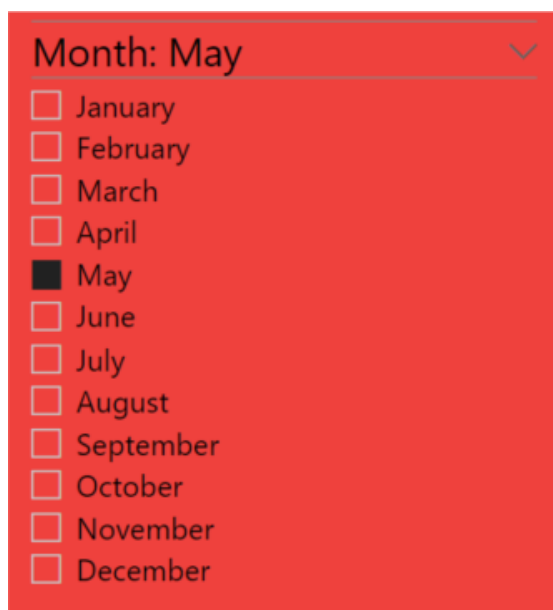 Month: May
January
February
March
April
May
June
July
August
September
October
November
December